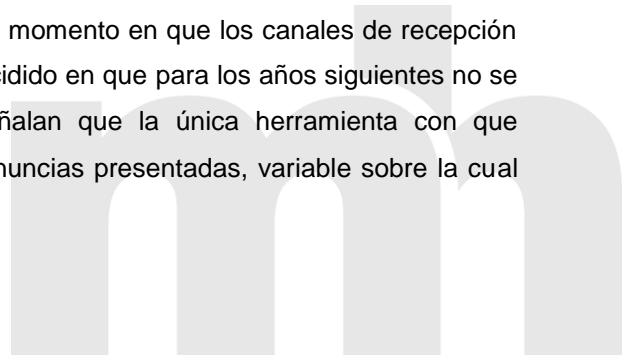 momento en que los canales de recepción
cidido en que para los años siguientes no se
ñalan que la única herramienta con que
nuncias presentadas, variable sobre la cual